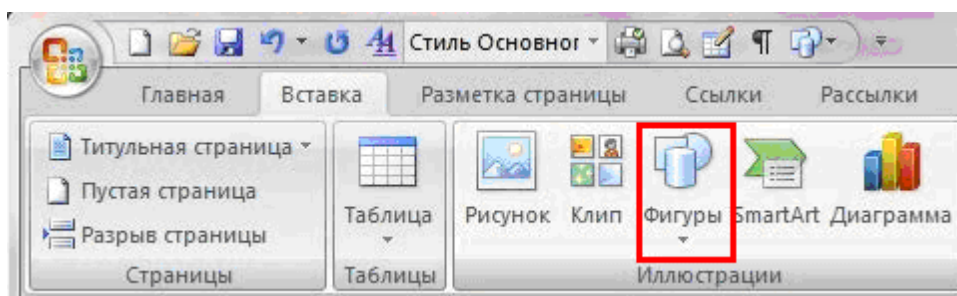 Стиль Основног
Главная Вставка Разметка страницы Ссылки Рассылки
Титульная страница
Пустая страница
Разрыв страницы
Таблица Рисунок Клип Фигуры SmartArt Диаграмма
Страницы Таблицы Иллюстрации